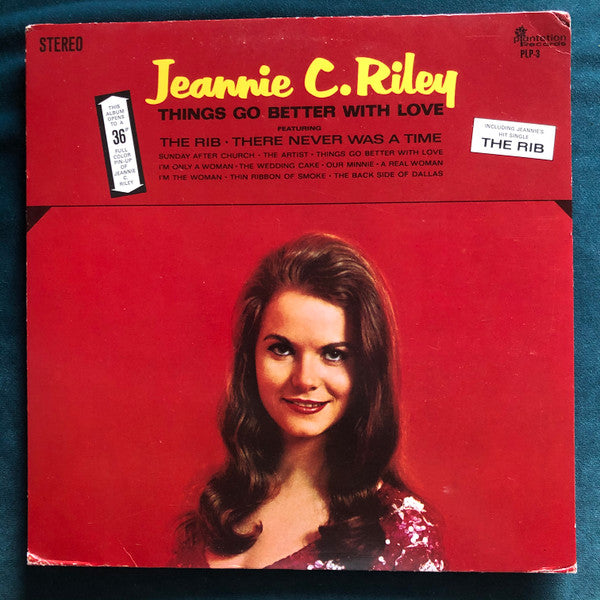 STEREO
plantation
records
PLP-3
Jeannie C. Riley
THINGS GO BETTER WITH LOVE
FEATURING
THE RIB · THERE NEVER WAS A TIME
SUNDAY AFTER CHURCH · THE ARTIST · THINGS GO BETTER WITH LOVE
I'M ONLY A WOMAN · THE WEDDING CAKE · OUR MINNIE · A REAL WOMAN
I'M THE WOMAN · THIN RIBBON OF SMOKE · THE BACK SIDE OF DALLAS
THIS
ALBUM
OPENS
TO A
36"
FULL
COLOR
PIN-UP
OF
JEANNIE
C.
RILEY
INCLUDING JEANNIE'S
HIT SINGLE
THE RIB